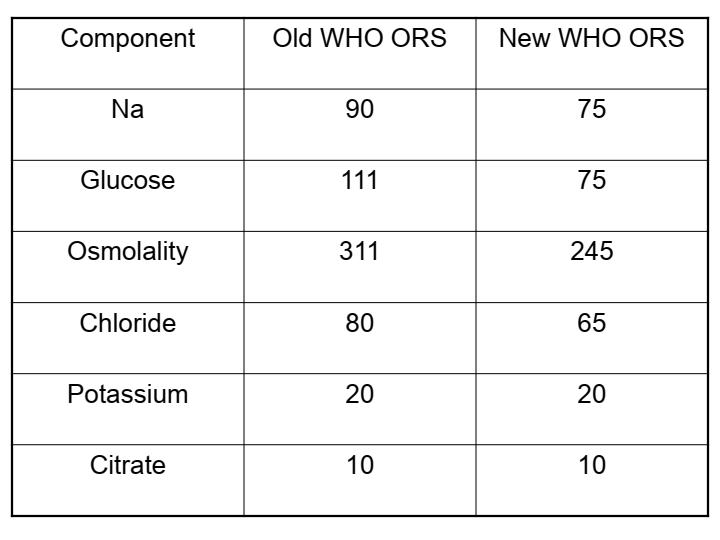 Component Old WHO ORS New WHO ORS
Na 90 75
Glucose 111 75
Osmolality 311 245
Chloride 80 65
Potassium 20 20
Citrate 10 10